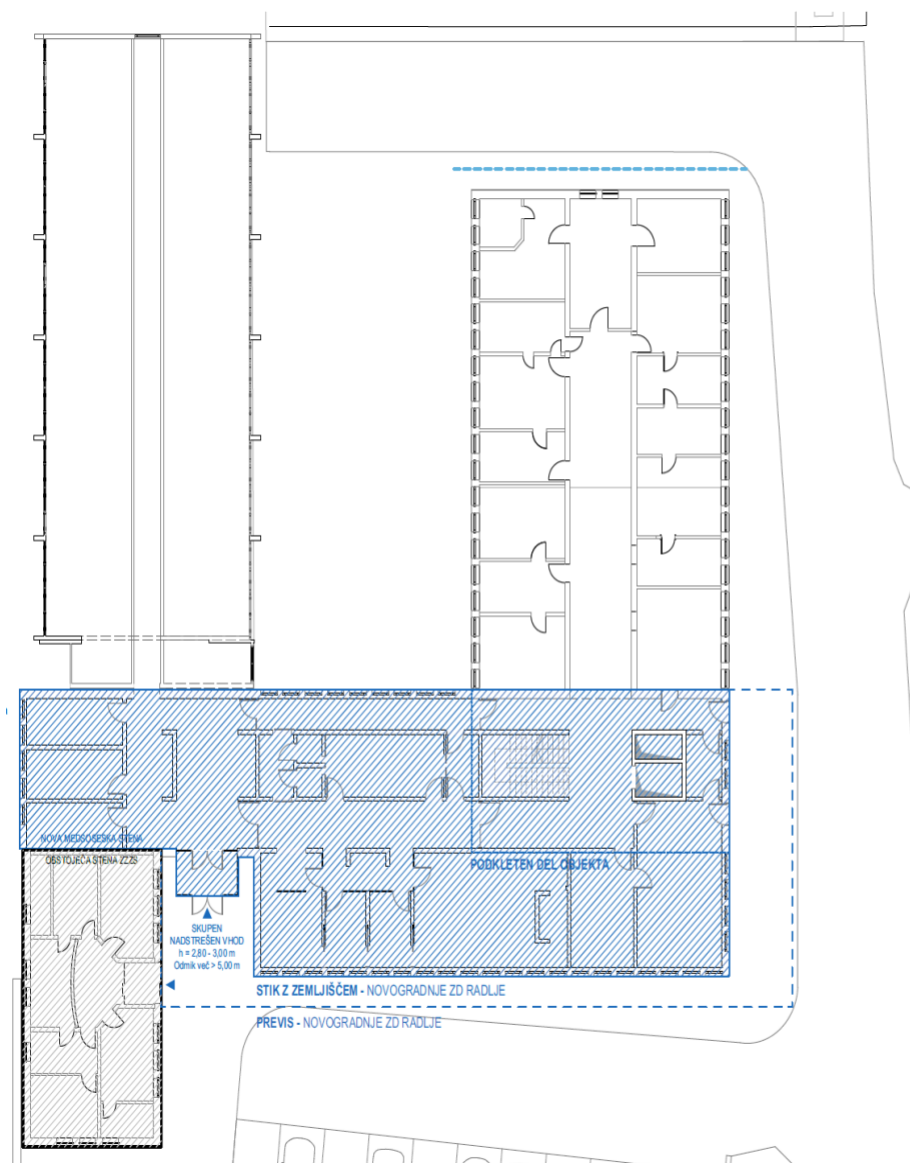 NOVA MEDSOSEŠKA STENA
OBSTOJEČA STENA ZZZS
PODKLETEN DEL OBJEKTA
SKUPEN
NADSTREŠEN VHOD
h = 2,80 - 3,00 m
Odmik več > 5,00 m
STIK Z ZEMLJIŠČEM - NOVOGRADNJE ZD RADLJE
PREVIS - NOVOGRADNJE ZD RADLJE